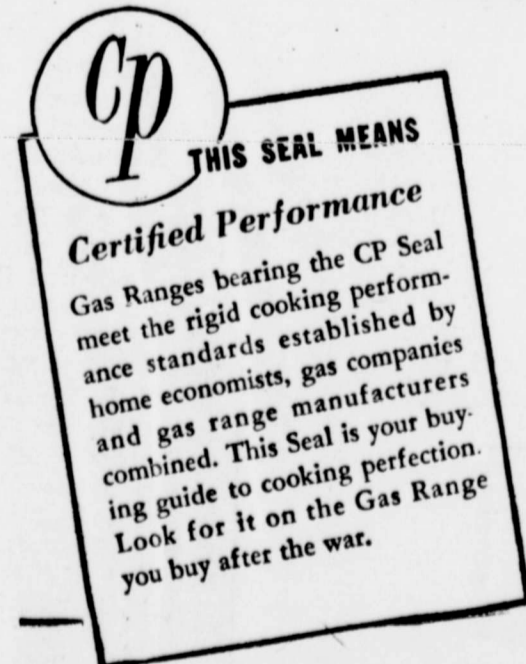 Cp
THIS SEAL MEANS
Certified Performance
Gas Ranges bearing the CP Seal
meet the rigid cooking perform-
ance standards established by
home economists, gas companies
and gas range manufacturers
combined. This Seal is your buy-
ing guide to cooking perfection.
Look for it on the Gas Range
you buy after the war.